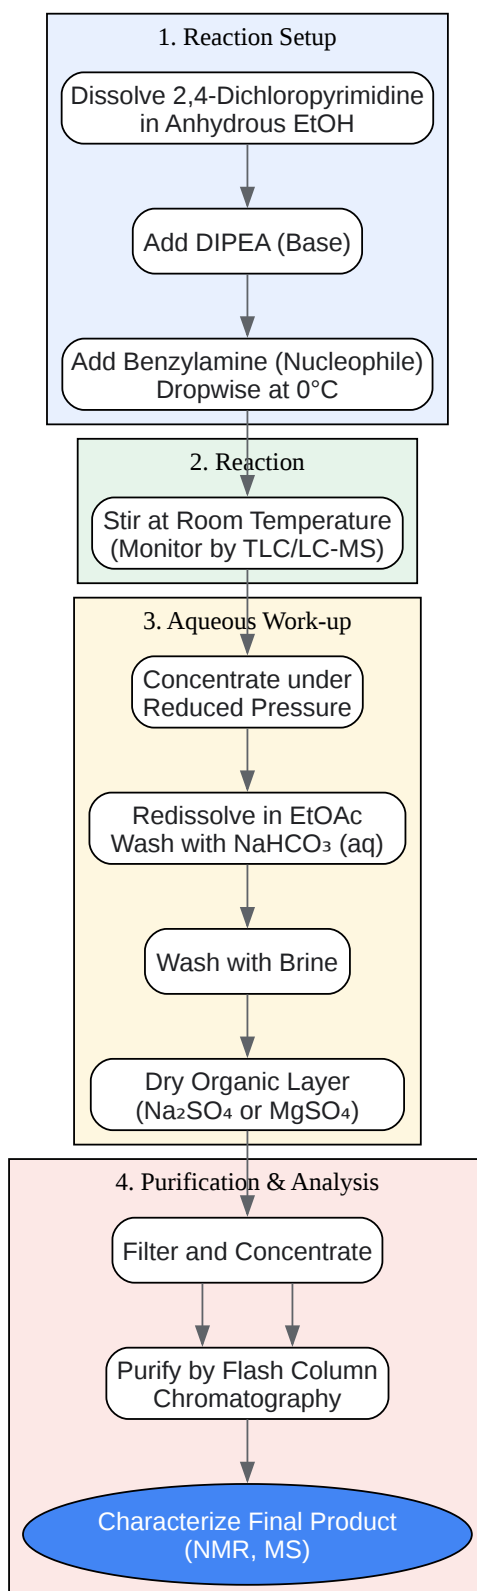 1. Reaction Setup
Dissolve 2,4-Dichloropyrimidine
in Anhydrous EtOH
Add DIPEA (Base)
Add Benzylamine (Nucleophile)
Dropwise at 0°C
2. Reaction
Stir at Room Temperature
(Monitor by TLC/LC-MS)
3. Aqueous Work-up
Concentrate under
Reduced Pressure
Redissolve in EtOAc
Wash with NaHCO₃ (aq)
Wash with Brine
Dry Organic Layer
(Na₂SO₄ or MgSO₄)
4. Purification & Analysis
Filter and Concentrate
Purify by Flash Column
Chromatography
Characterize Final Product
(NMR, MS)